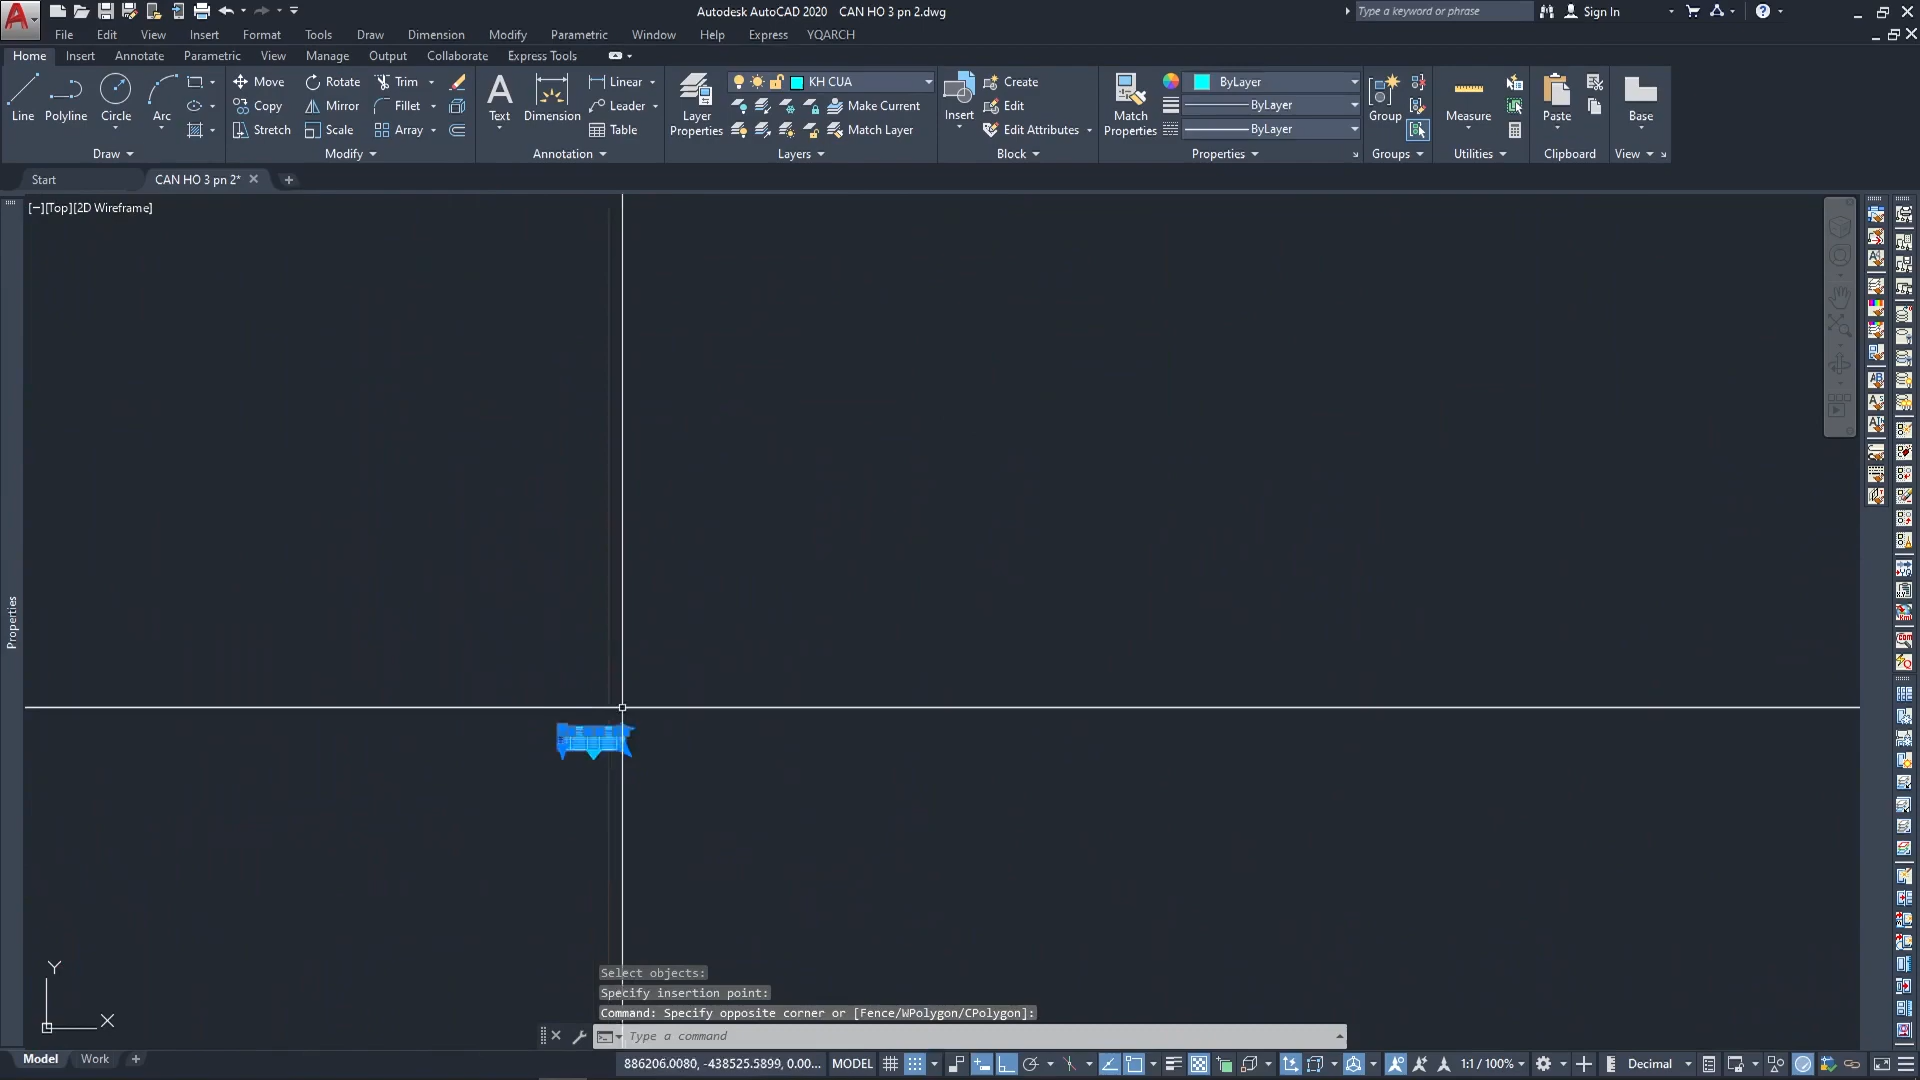 Autodesk AutoCAD 2020 CAN HO 3 pn 2.dwg
Type a keyword or phrase
Sign In
File Edit View Insert Format Tools Draw Dimension Modify Parametric Window Help Express YQARCH
Home Insert Annotate Parametric View Manage Output Collaborate Express Tools
Line
Polyline
Circle
Arc
Move
Copy
Stretch
Rotate
Mirror
Scale
Trim
Fillet
Array
Text
Dimension
Linear
Leader
Table
Layer
Properties
KH CUA
Make Current
Match Layer
Insert
Create
Edit
Edit Attributes
Match
Properties
ByLayer
ByLayer
ByLayer
Group
Measure
Paste
Base
Draw
Modify
Annotation
Layers
Block
Properties
Groups
Utilities
Clipboard
View
Start
CAN HO 3 pn 2*
[−][Top][2D Wireframe]
Properties
Y
X
Select objects:
Specify insertion point:
Command: Specify opposite corner or [Fence/WPolygon/CPolygon]:
Type a command
Model
Work
886206.0080, -438525.5899, 0.00...
MODEL
1:1 / 100%
Decimal